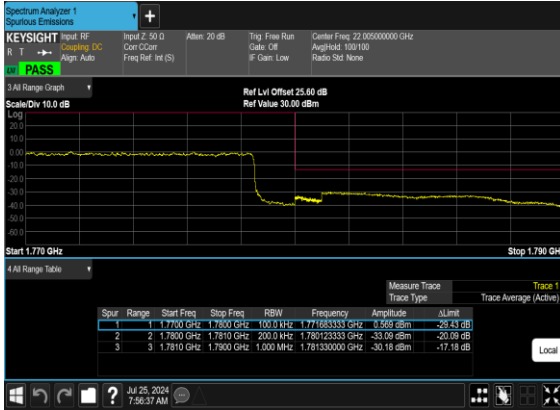 Spectrum Analyzer 1
Spurious Emissions
+
KEYSIGHT Input: RF Input Z: 50 Ω Atten: 20 dB Trig: Free Run Center Freq: 22.005000000 GHz
R T Coupling: DC Corr CCorr Gate: Off Avg|Hold: 100/100
Align: Auto Freq Ref: Int (S) IF Gain: Low Radio Std: None
PASS
3 All Range Graph
Ref Lvl Offset 25.60 dB
Scale/Div 10.0 dB Ref Value 30.00 dBm
Log
20.0
10.0
0.00
-10.0
-20.0
-30.0
-40.0
-50.0
-60.0
Start 1.770 GHz Stop 1.790 GH
4 All Range Table
Measure Trace Trace 1
Trace Type Trace Average (Active)
Spur Range Start Freq Stop Freq RBW Frequency Amplitude ΔLimit
1 1 1.7700 GHz 1.7800 GHz 100.0 kHz 1.771683333 GHz 0.569 dBm -29.43 dB
2 2 1.7800 GHz 1.7810 GHz 200.0 kHz 1.780123333 GHz -33.09 dBm -20.09 dB
3 3 1.7810 GHz 1.7900 GHz 1.000 MHz 1.781330000 GHz -30.18 dBm -17.18 dB
Local
? Jul 25, 2024
7:56:37 AM